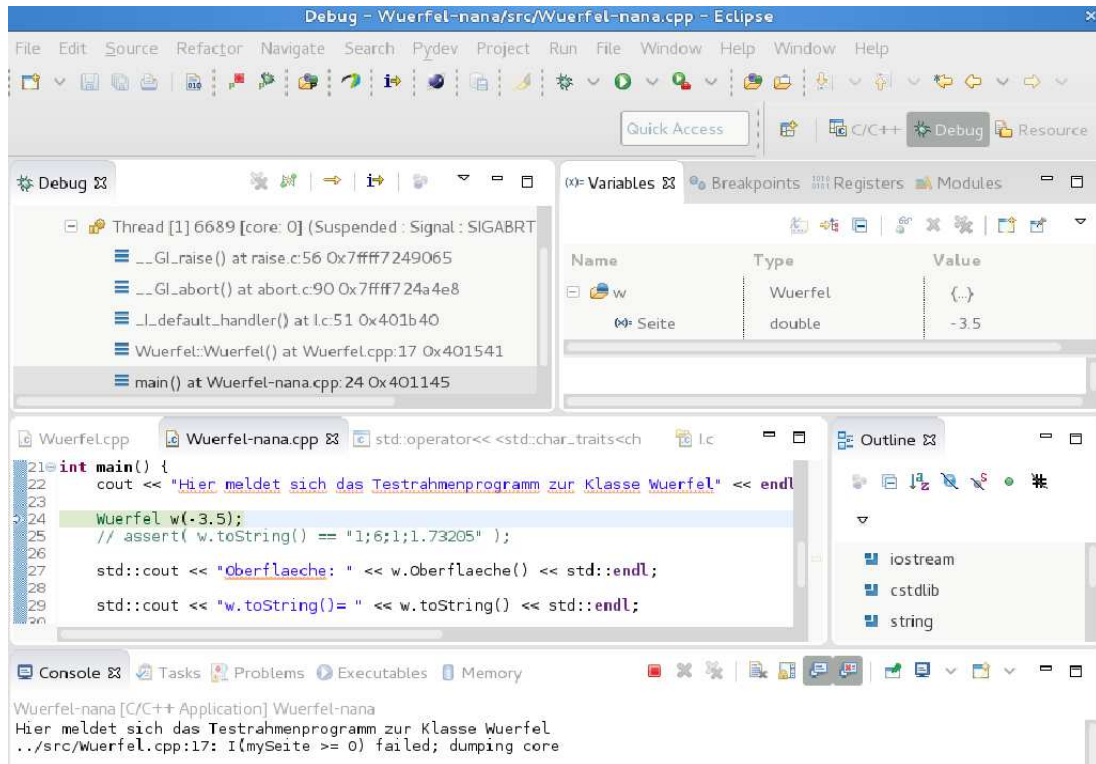 Debug - Wuerfel-nana/src/Wuerfel-nana.cpp - Eclipse
File Edit Source Refactor Navigate Search Pydev Project Run File Window Help Window Help
Quick Access
C/C++ Debug Resource
Debug
Thread [1] 6689 [core: 0] (Suspended : Signal : SIGABRT
__GI_raise() at raise.c:56 0x7ffff7249065
__GI_abort() at abort.c:90 0x7ffff724a4e8
_I_default_handler() at I.c:51 0x401b40
Wuerfel::Wuerfel() at Wuerfel.cpp:17 0x401541
main() at Wuerfel-nana.cpp:24 0x401145
(x)= Variables Breakpoints Registers Modules
Name Type Value
w Wuerfel {...}
(x)= Seite double -3.5
Wuerfel.cpp Wuerfel-nana.cpp std::operator<< <std::char_traits<ch I.c
21 int main() {
22 cout << "Hier meldet sich das Testrahmenprogramm zur Klasse Wuerfel" << endl
23
24 Wuerfel w(-3.5);
25 // assert( w.toString() == "1;6;1;1.73205" );
26
27 std::cout << "Oberflaeche: " << w.Oberflaeche() << std::endl;
28
29 std::cout << "w.toString()= " << w.toString() << std::endl;
30
Outline
iostream
cstdlib
string
Console Tasks Problems Executables Memory
Wuerfel-nana [C/C++ Application] Wuerfel-nana
Hier meldet sich das Testrahmenprogramm zur Klasse Wuerfel
../src/Wuerfel.cpp:17: I(mySeite >= 0) failed; dumping core